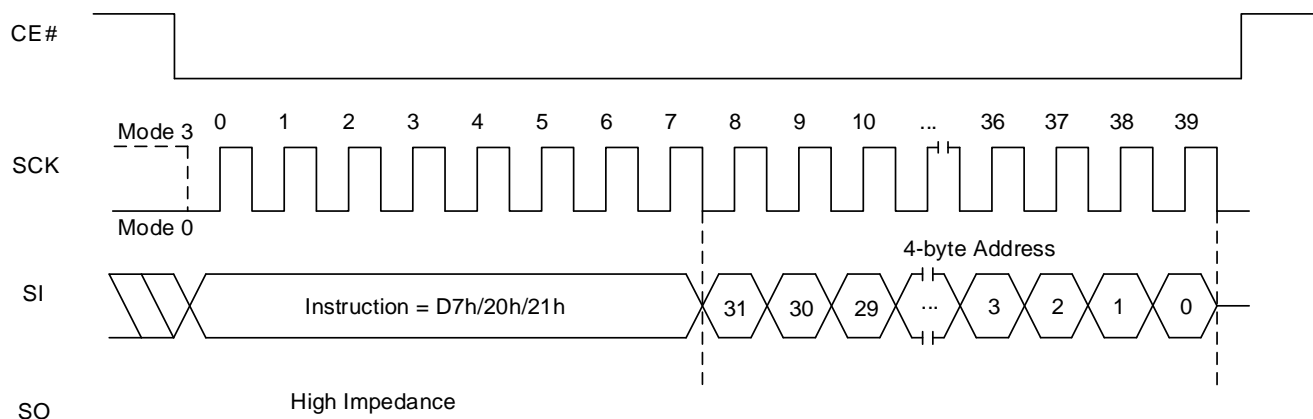 CE#
0 1 2 3 4 5 6 7 8 9 10 ... 36 37 38 39
Mode 3
SCK
Mode 0
4-byte Address
SI Instruction = D7h/20h/21h 31 30 29 ... 3 2 1 0
High Impedance
SO